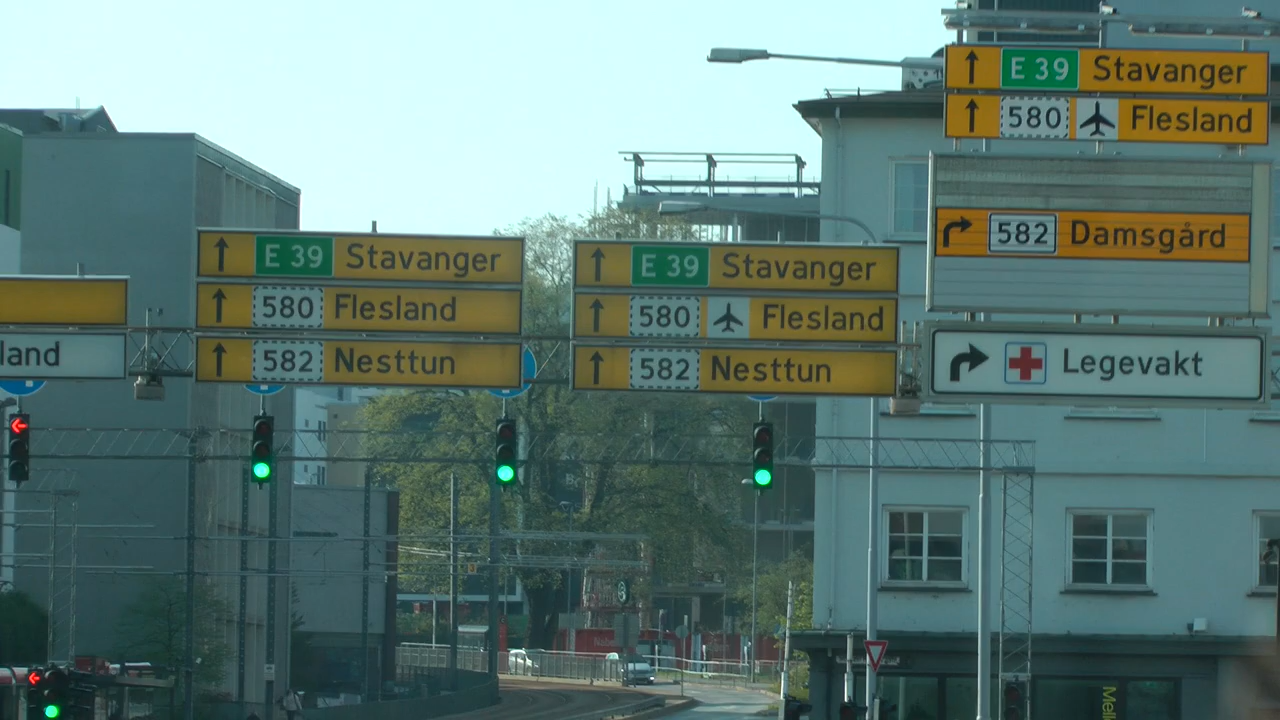 land
E 39 Stavanger
580 Flesland
582 Nesttun
E 39 Stavanger
580 Flesland
582 Nesttun
E 39 Stavanger
580 Flesland
582 Damsgård
Legevakt